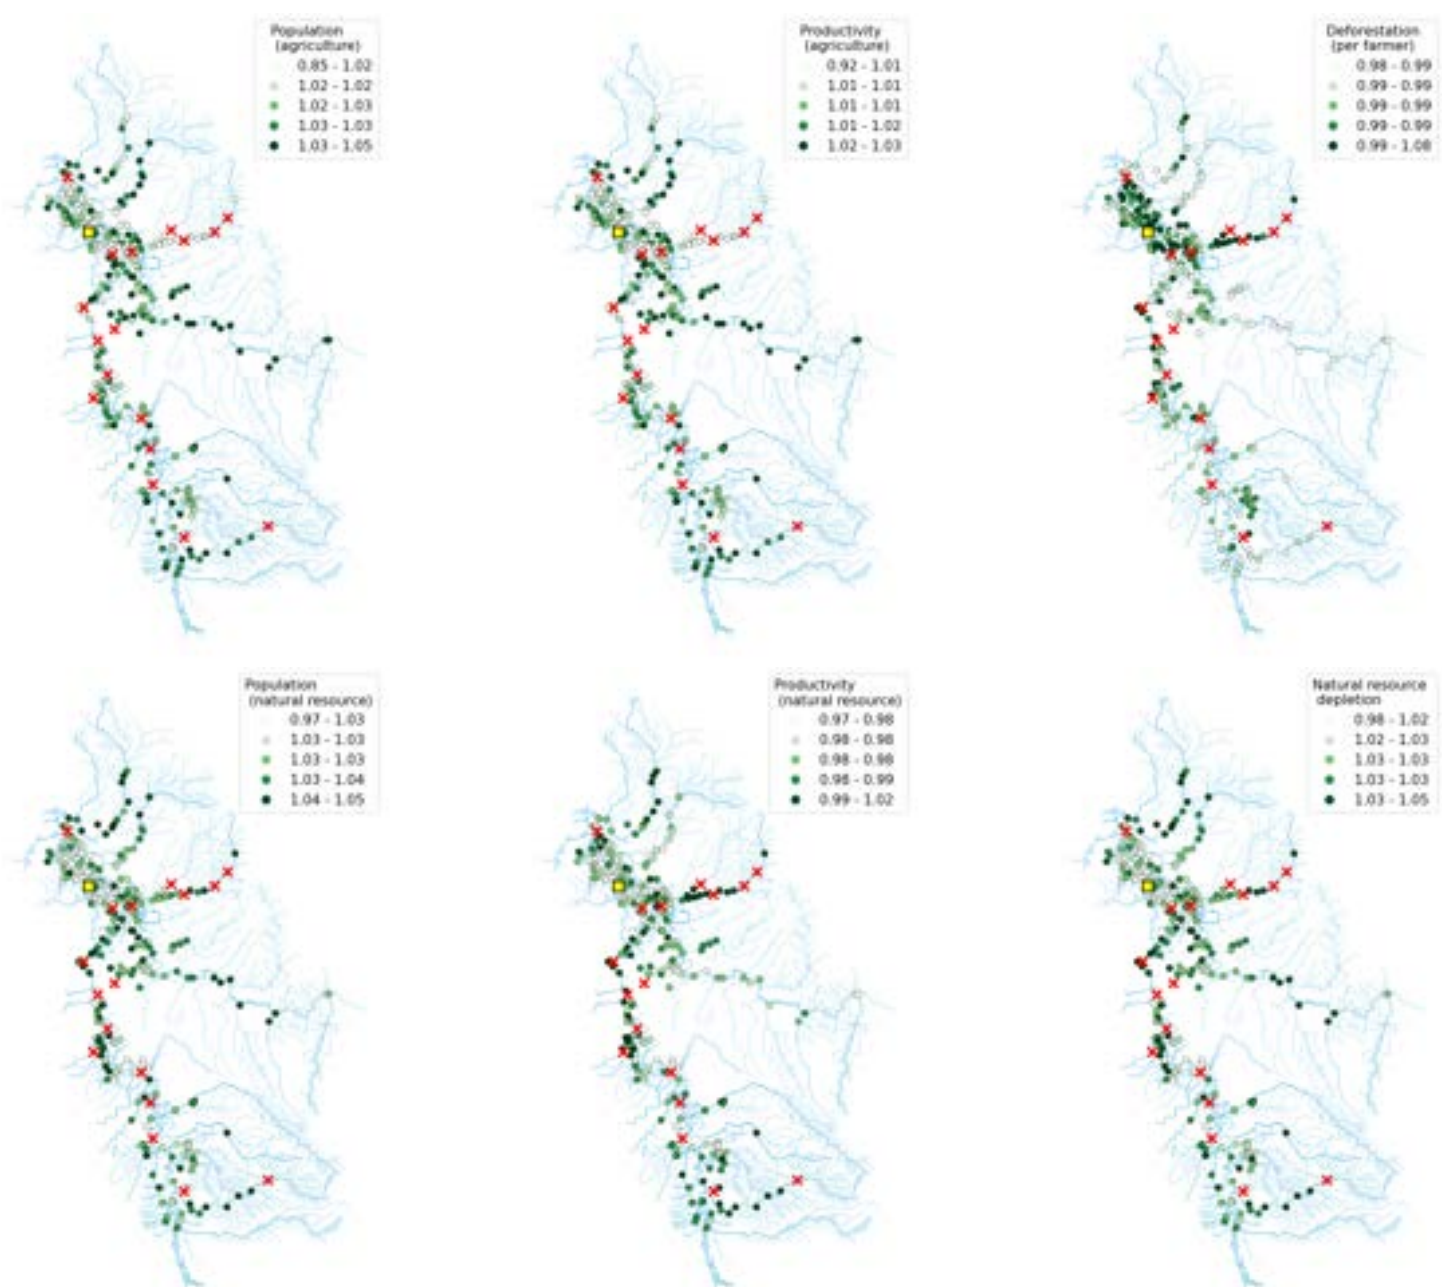 Population
(agriculture)
0.85 - 1.02
1.02 - 1.02
1.02 - 1.03
1.03 - 1.03
1.03 - 1.05
Productivity
(agriculture)
0.92 - 1.01
1.01 - 1.01
1.01 - 1.01
1.01 - 1.02
1.02 - 1.03
Deforestation
(per farmer)
0.98 - 0.99
0.99 - 0.99
0.99 - 0.99
0.99 - 0.99
0.99 - 1.08
Population
(natural resource)
0.97 - 1.03
1.03 - 1.03
1.03 - 1.03
1.03 - 1.04
1.04 - 1.05
Productivity
(natural resource)
0.97 - 0.98
0.98 - 0.98
0.98 - 0.98
0.98 - 0.99
0.99 - 1.02
Natural resource
depletion
0.98 - 1.02
1.02 - 1.03
1.03 - 1.03
1.03 - 1.03
1.03 - 1.05